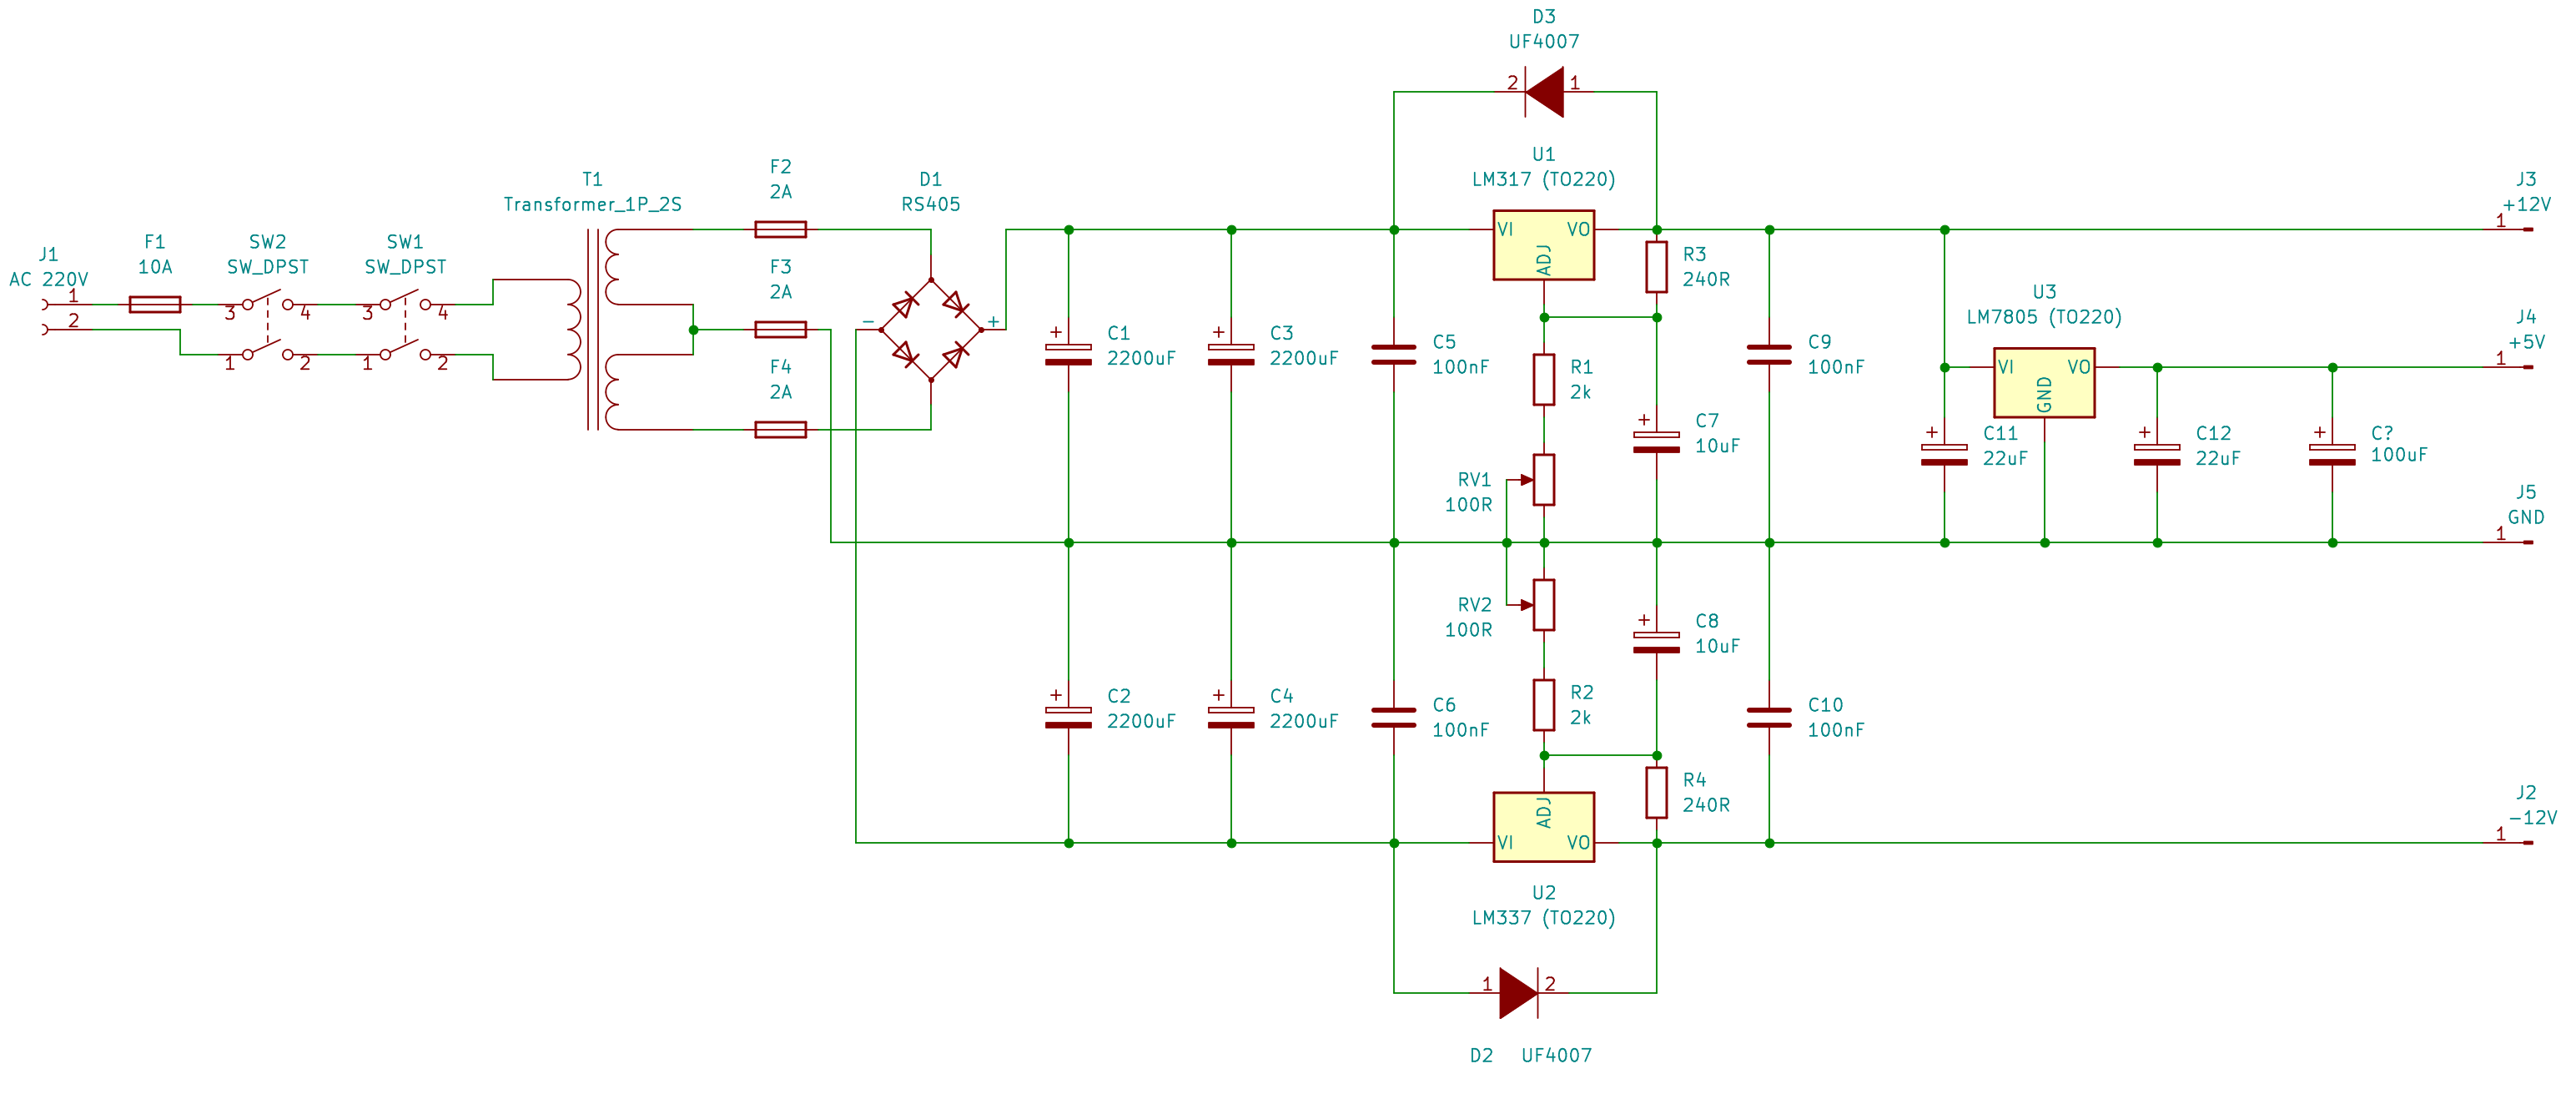 D3
UF4007
2
1
U1
LM317 (TO220)
VI
VO
ADJ
J1
AC 220V
1
2
F1
10A
SW2
SW_DPST
3
4
1
2
SW1
SW_DPST
3
4
1
2
T1
Transformer_1P_2S
F2
2A
F3
2A
F4
2A
D1
RS405
-
+
+
C1
2200uF
+
C3
2200uF
C5
100nF
R3
240R
R1
2k
RV1
100R
+
C7
10uF
C9
100nF
U3
LM7805 (TO220)
VI
VO
GND
+
C11
22uF
+
C12
22uF
+
C?
100uF
J3
+12V
1
J4
+5V
1
J5
GND
1
+
C2
2200uF
+
C4
2200uF
C6
100nF
RV2
100R
R2
2k
+
C8
10uF
R4
240R
C10
100nF
ADJ
VI
VO
U2
LM337 (TO220)
1
2
D2
UF4007
J2
-12V
1